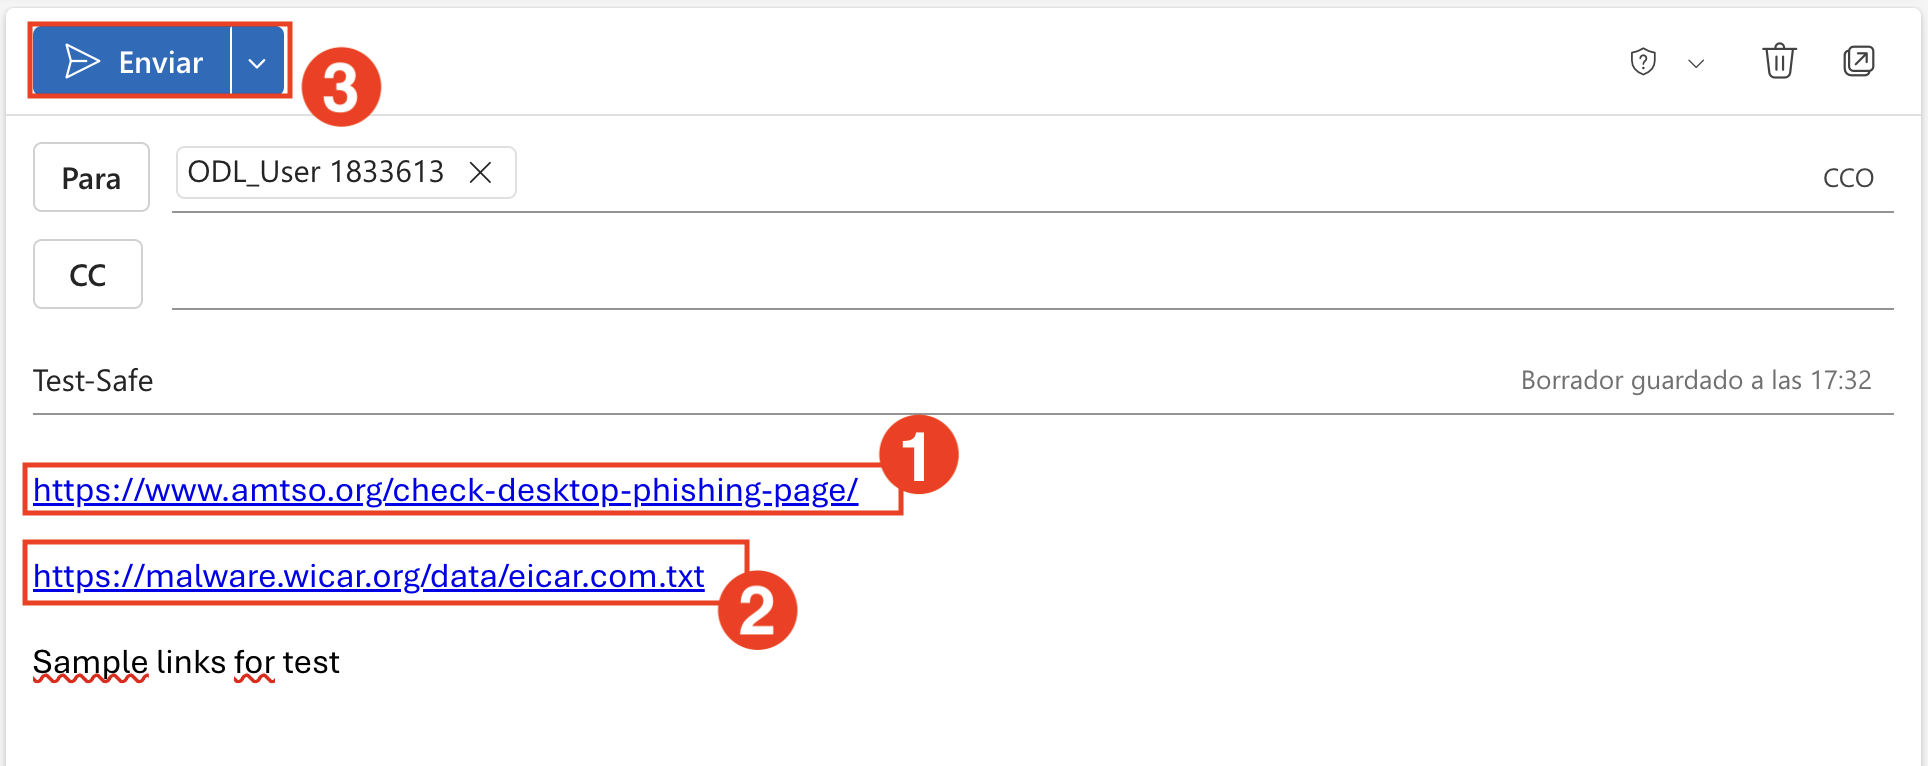 Enviar
3
Para
ODL_User 1833613
CCO
CC
Test-Safe
Borrador guardado a las 17:32
1
https://www.amtso.org/check-desktop-phishing-page/
https://malware.wicar.org/data/eicar.com.txt
2
Sample links for test